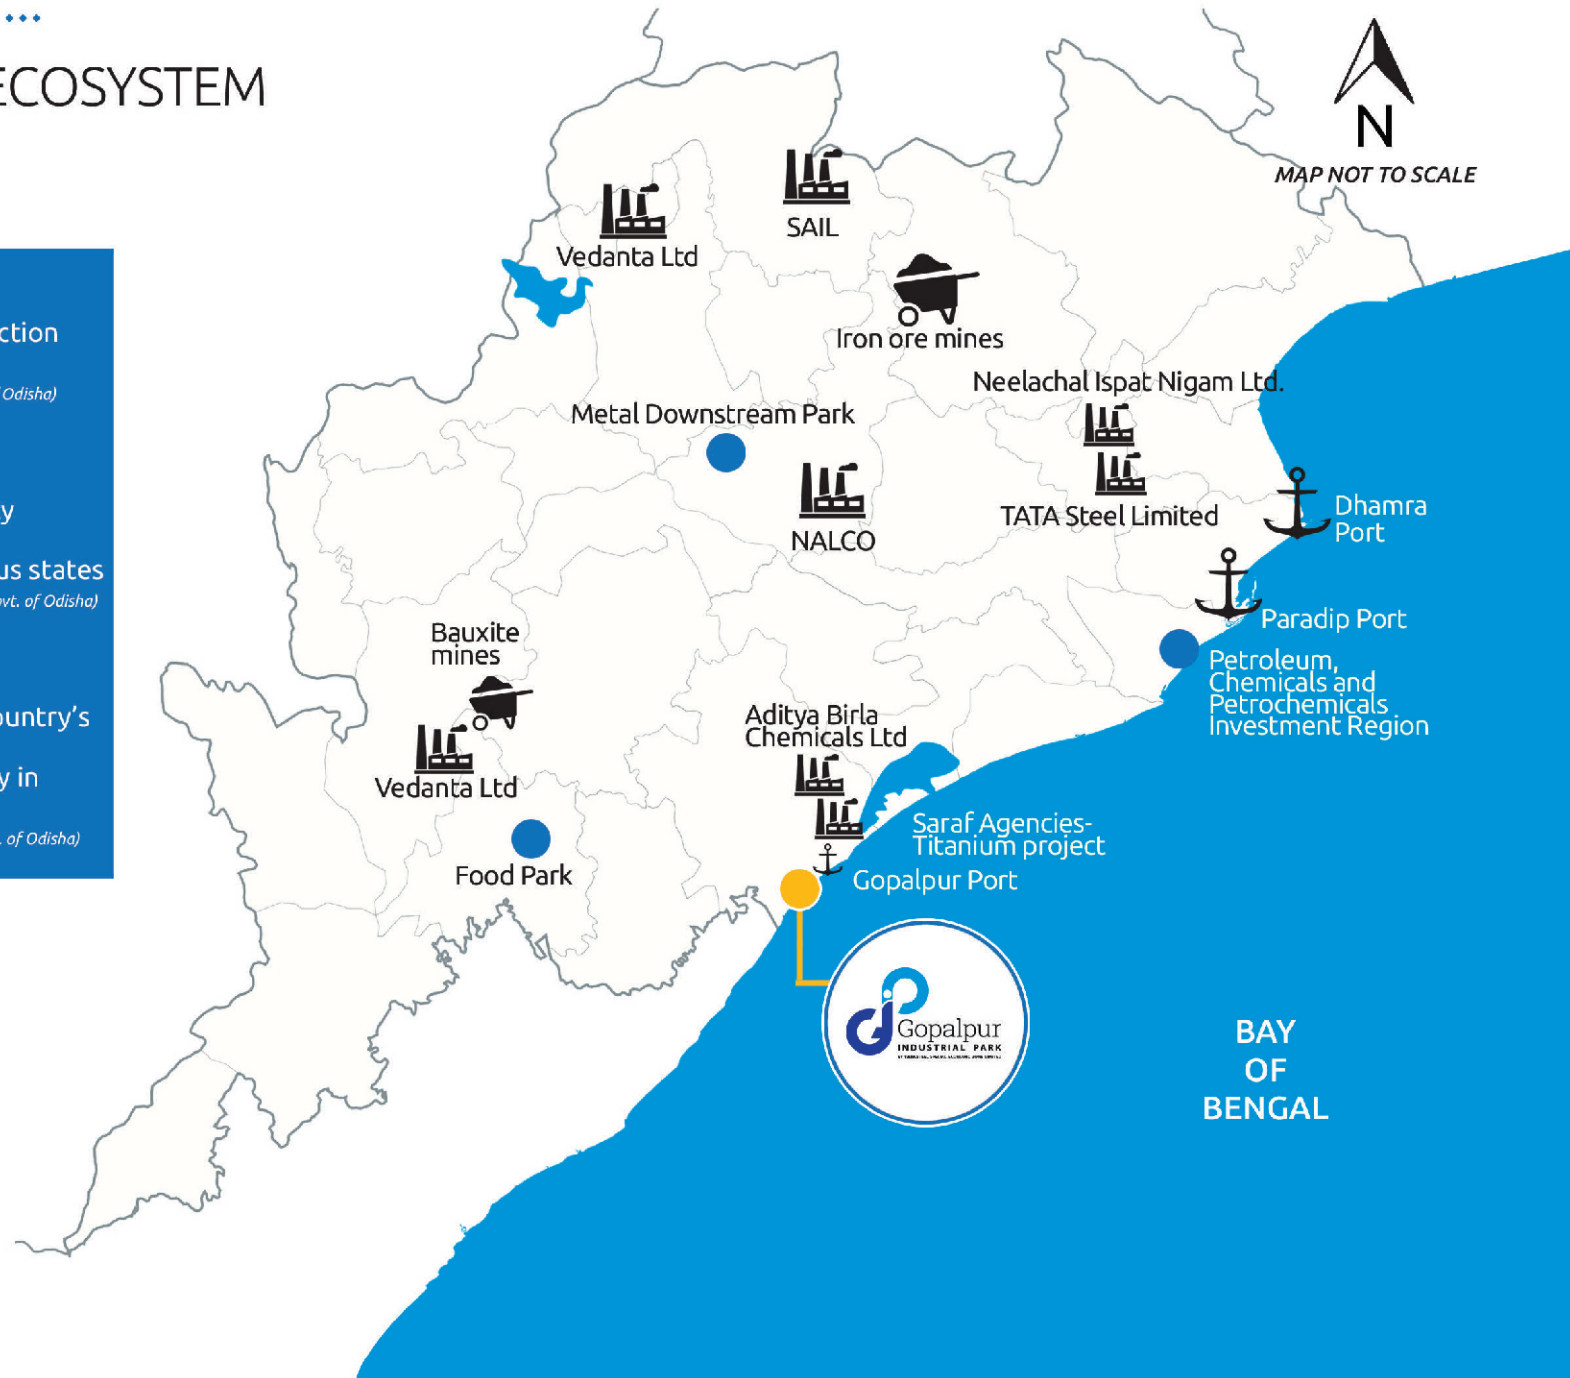 ECOSYSTEM
N
MAP NOT TO SCALE
ction
Odisha)
y
us states
ovt. of Odisha)
ountry's
y in
. of Odisha)
SAIL
Vedanta Ltd
Iron ore mines
Neelachal Ispat Nigam Ltd.
Metal Downstream Park
NALCO
TATA Steel Limited
Dhamra
Port
Paradip Port
Petroleum,
Chemicals and
Petrochemicals
Investment Region
Bauxite
mines
Vedanta Ltd
Aditya Birla
Chemicals Ltd
Saraf Agencies-
Titanium project
Food Park
Gopalpur Port
Gopalpur
INDUSTRIAL PARK
BAY
OF
BENGAL